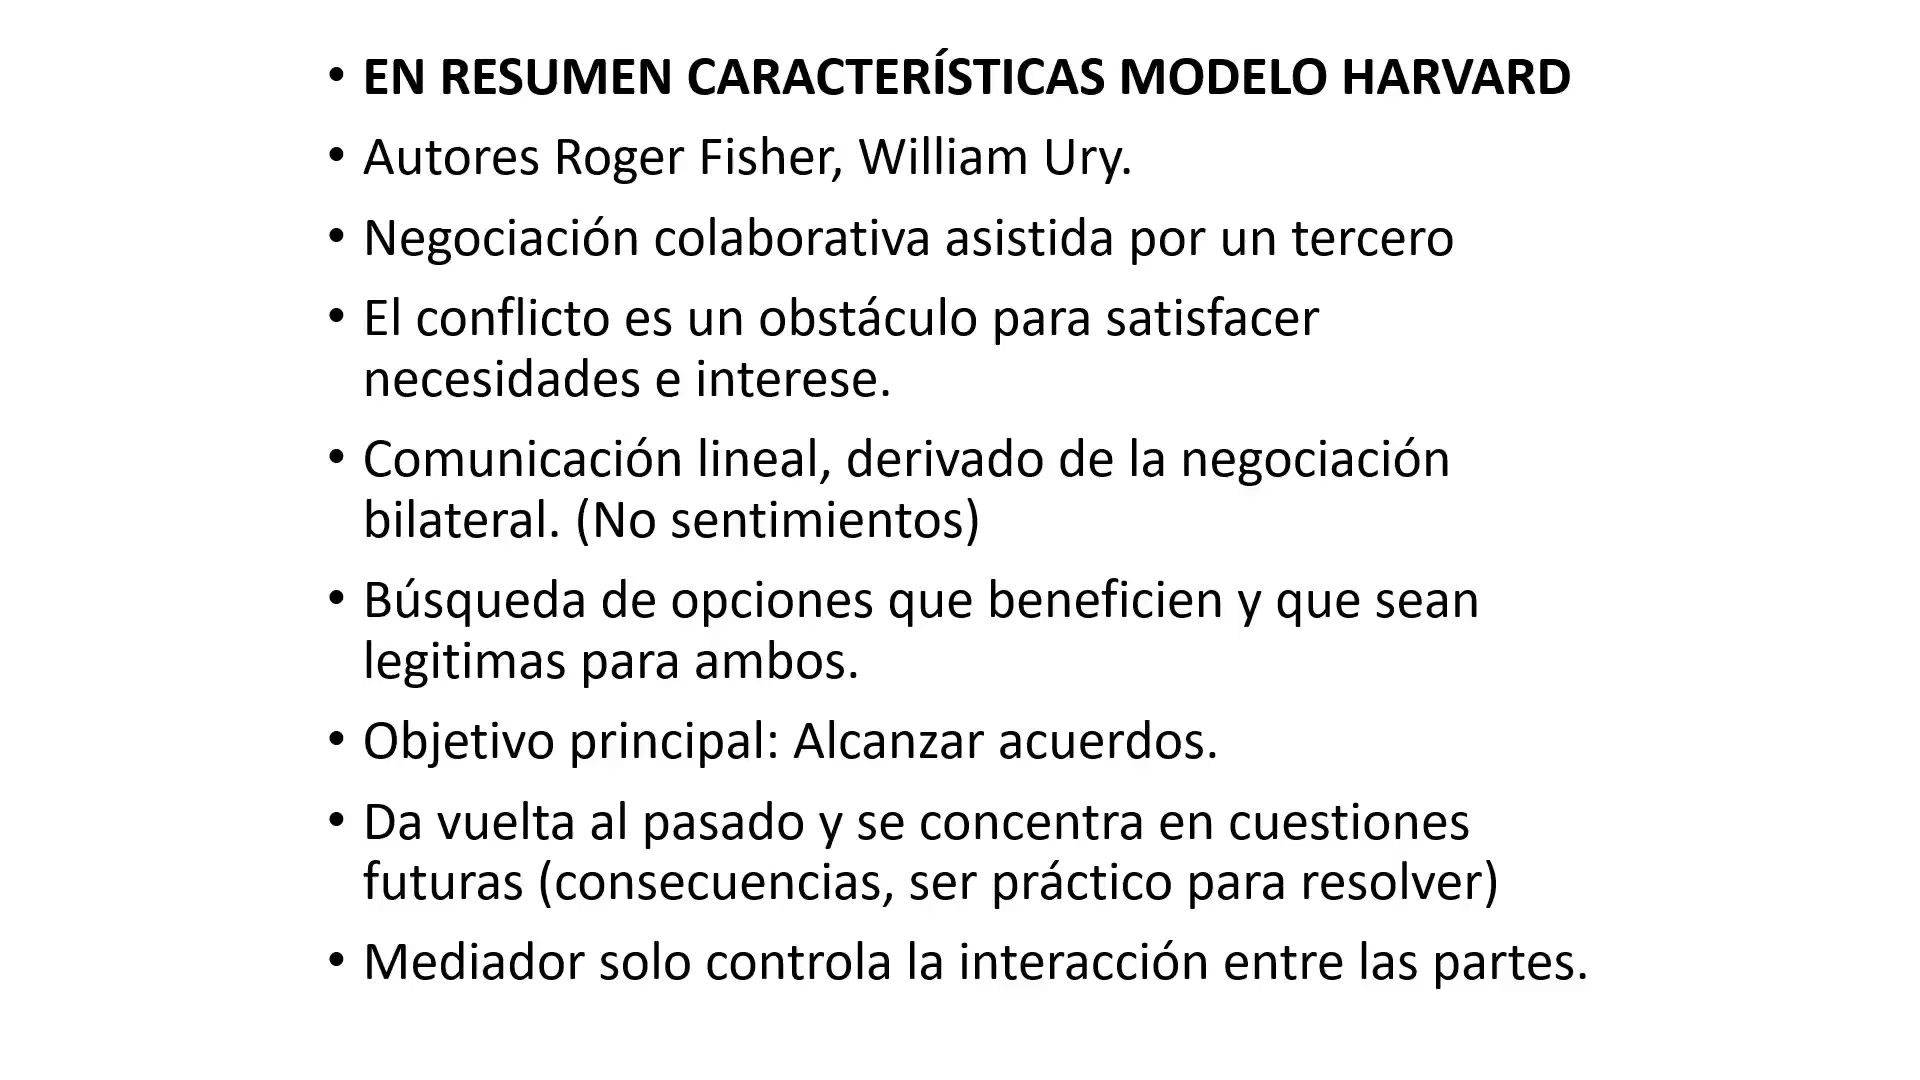 • EN RESUMEN CARACTERÍSTICAS MODELO HARVARD
• Autores Roger Fisher, William Ury.
• Negociación colaborativa asistida por un tercero
• El conflicto es un obstáculo para satisfacer
necesidades e interese.
• Comunicación lineal, derivado de la negociación
bilateral. (No sentimientos)
• Búsqueda de opciones que beneficien y que sean
legitimas para ambos.
• Objetivo principal: Alcanzar acuerdos.
• Da vuelta al pasado y se concentra en cuestiones
futuras (consecuencias, ser práctico para resolver)
• Mediador solo controla la interacción entre las partes.